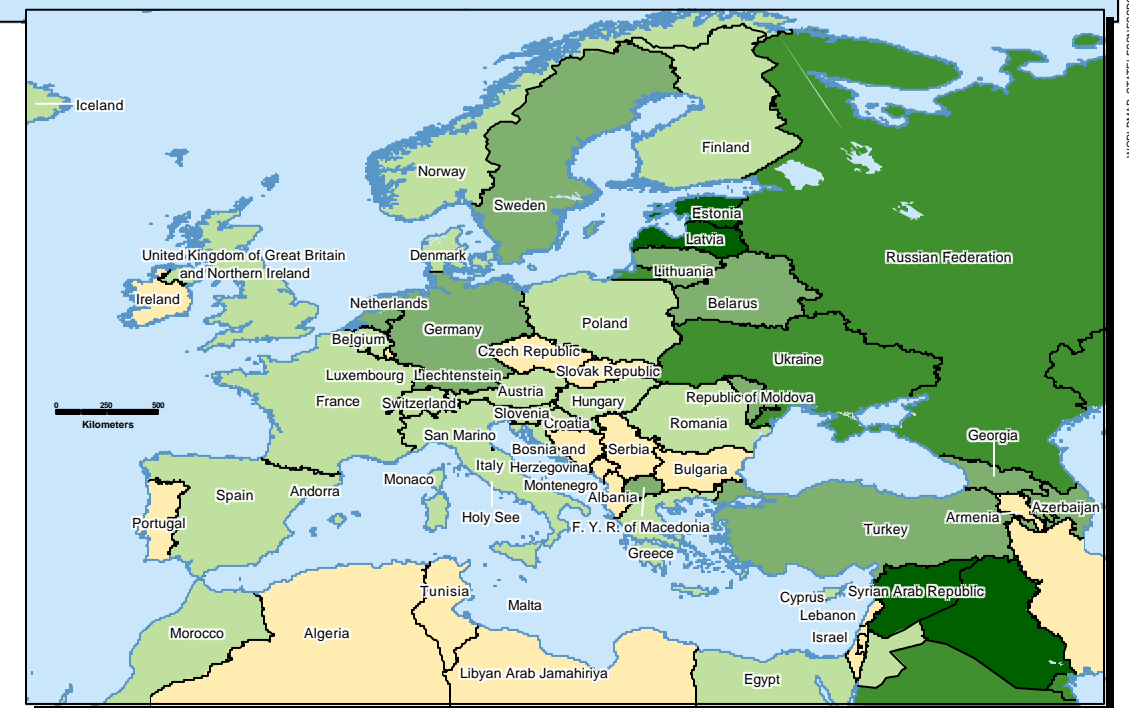 Iceland
Norway
Finland
Sweden
Estonia
Latvia
Lithuania
Russian Federation
United Kingdom of Great Britain
and Northern Ireland
Denmark
Ireland
Netherlands
Belarus
Germany
Poland
Belgium
Czech Republic
Ukraine
Luxembourg
Liechtenstein
Slovak Republic
France
Switzerland
Austria
Hungary
Republic of Moldova
0 250 500
Kilometers
Slovenia
Croatia
Romania
San Marino
Bosnia and
Herzegovina
Serbia
Georgia
Italy
Bulgaria
Monaco
Montenegro
Spain
Andorra
Albania
Armenia
Azerbaijan
Portugal
Holy See
F. Y. R. of Macedonia
Turkey
Greece
Tunisia
Malta
Cyprus
Syrian Arab Republic
Lebanon
Morocco
Algeria
Israel
Libyan Arab Jamahiriya
Egypt